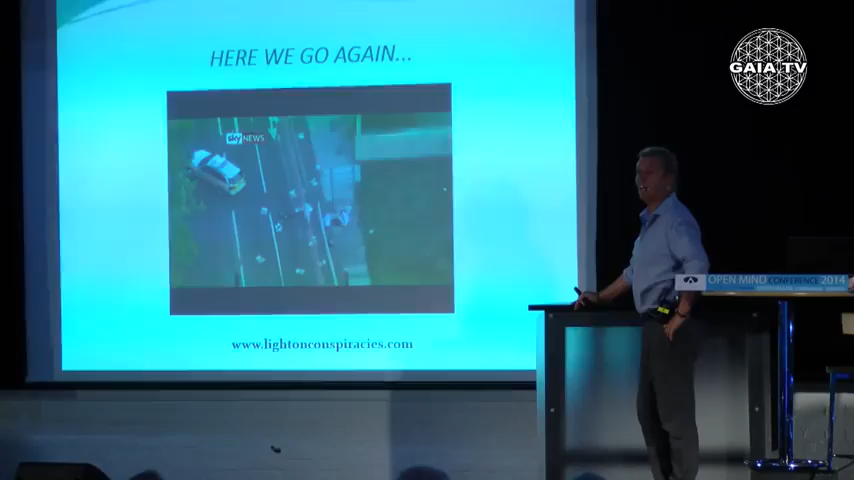 HERE WE GO AGAIN...
sky NEWS
www.lightonconspiracies.com
GAIA TV
OPEN MIND CONFERENCE 2014